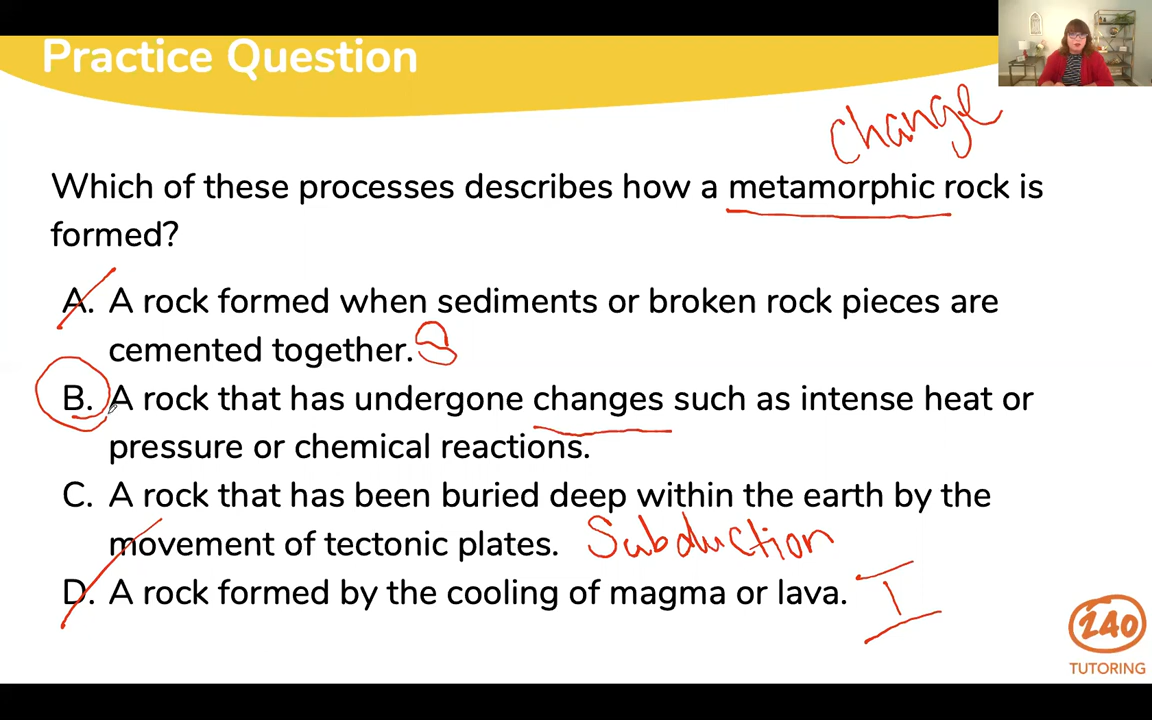 Practice Question
change
Which of these processes describes how a metamorphic rock is
formed?
A. A rock formed when sediments or broken rock pieces are
cemented together. S
B. A rock that has undergone changes such as intense heat or
pressure or chemical reactions.
C. A rock that has been buried deep within the earth by the
movement of tectonic plates. Subduction
D. A rock formed by the cooling of magma or lava. I
240
TUTORING